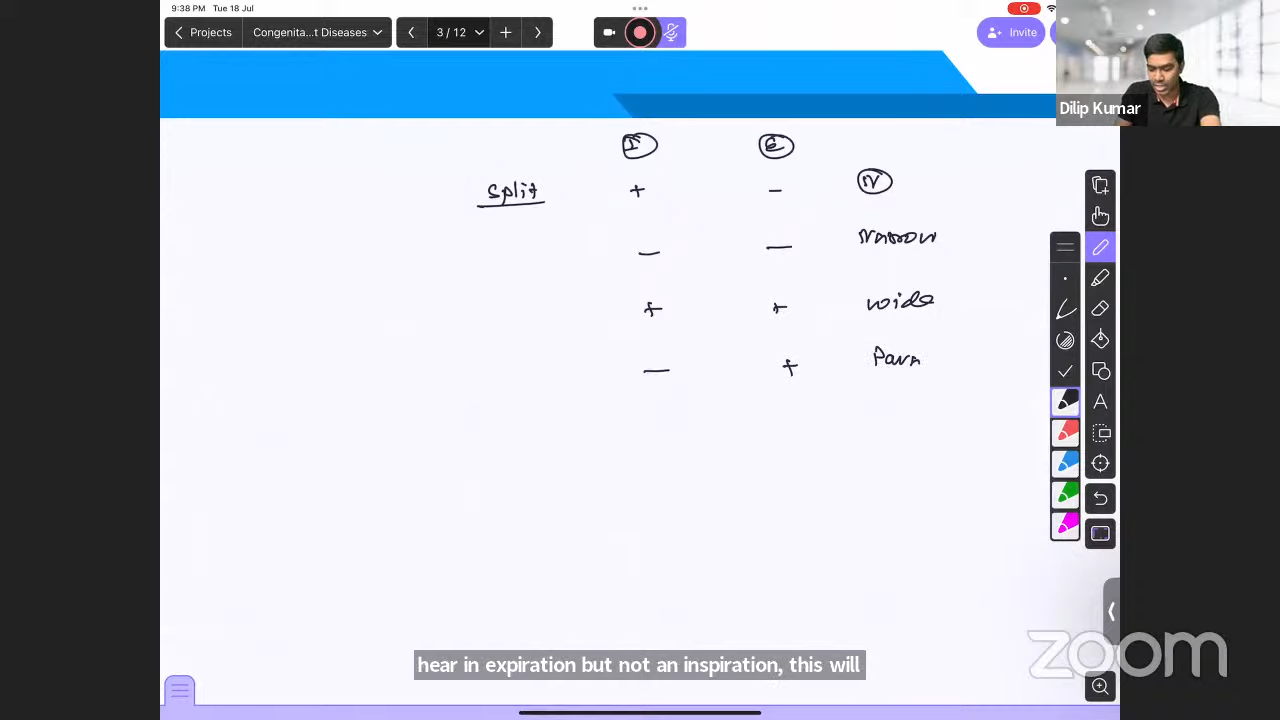 9:38 PM Tue 18 Jul
Projects
Congenita...t Diseases
3 / 12
Invite
Dilip Kumar
I E
Split + - N
- - Narrow
+ + wide
- + Para
A
hear in expiration but not an inspiration, this will
zoom